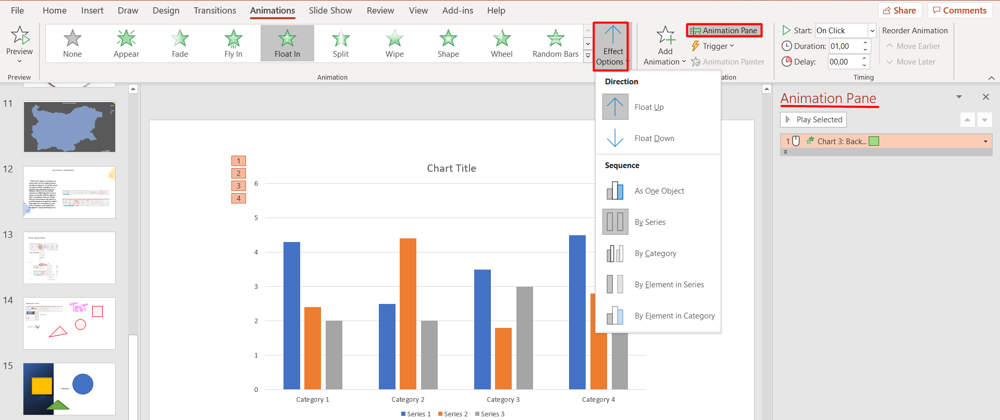 File Home Insert Draw Design Transitions Animations Slide Show Review View Add-ins Help Share Comments
Preview
None Appear Fade Fly In Float In Split Wipe Shape Wheel Random Bars
Effect Options
Add Animation
Animation Pane
Trigger
Animation Painter
Start: On Click
Duration: 01,00
Delay: 00,00
Reorder Animation
Move Earlier
Move Later
Preview Animation ation Timing
11
12
13
14
Test
15
1
2
3
4
Chart Title
6
5
4
3
2
1
0
Category 1 Category 2 Category 3 Category 4
Series 1 Series 2 Series 3
Direction
Float Up
Float Down
Sequence
As One Object
By Series
By Category
By Element in Series
By Element in Category
Animation Pane
Play Selected
1 Chart 3: Back...